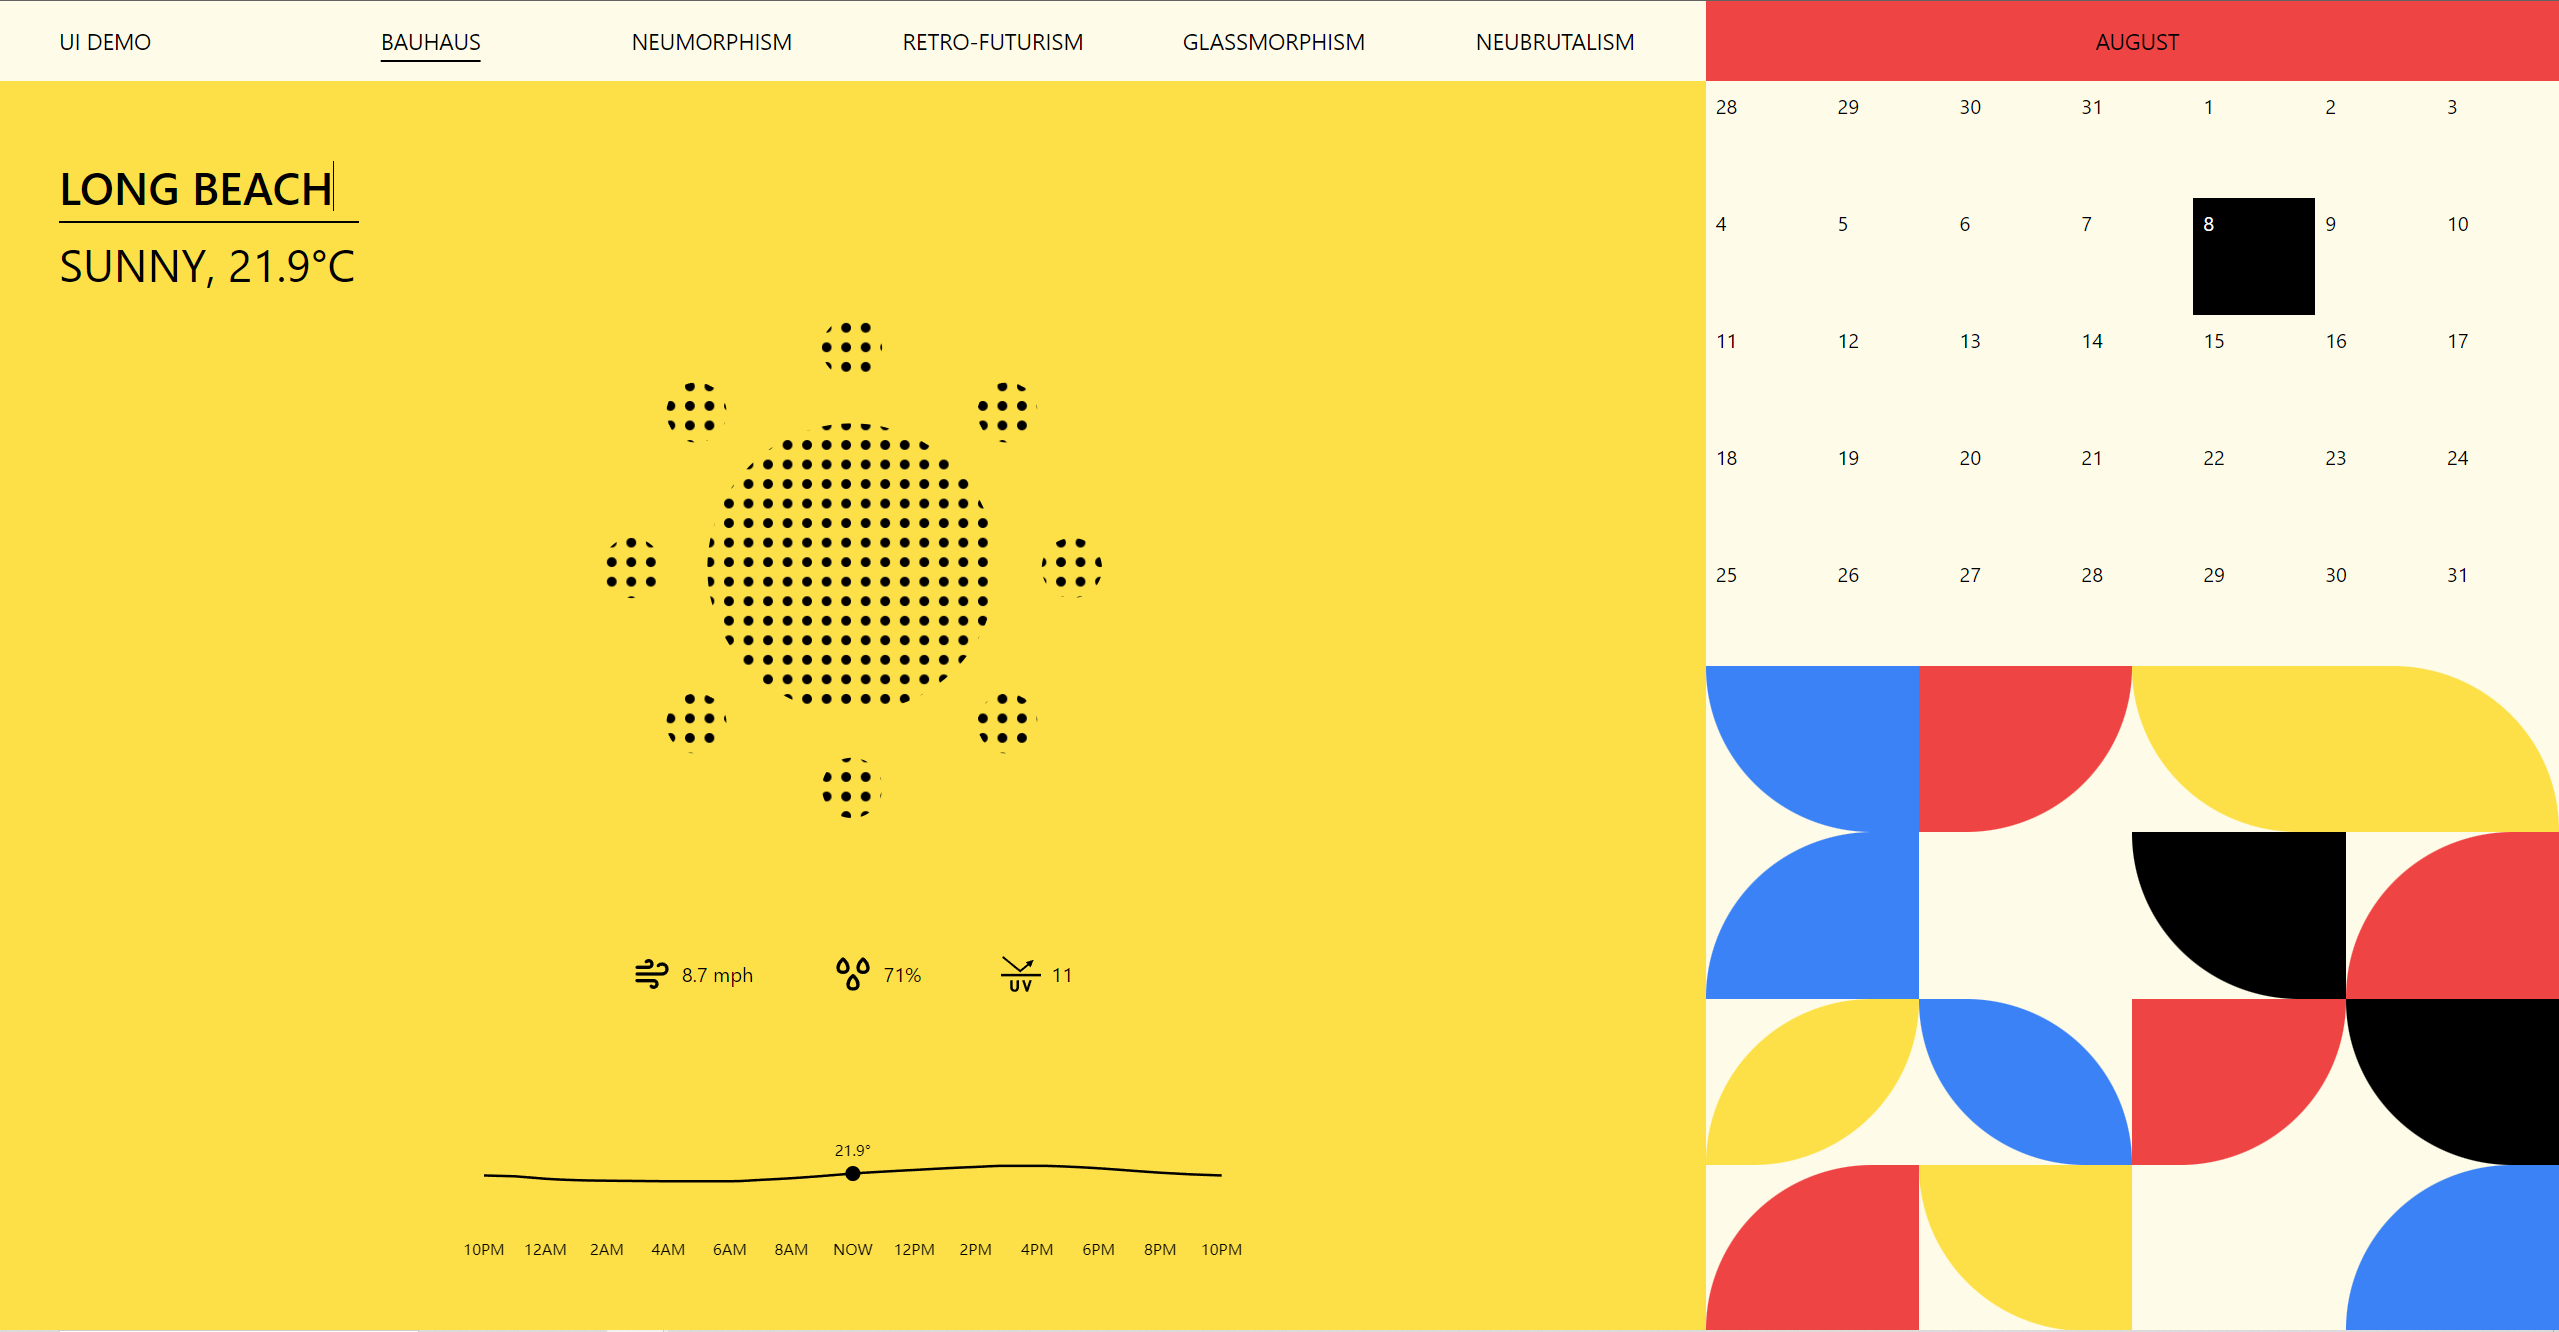 UI DEMO BAUHAUS NEUMORPHISM RETRO-FUTURISM GLASSMORPHISM NEUBRUTALISM
LONG BEACH
SUNNY, 21.9°C
8.7 mph 71% UV 11
21.9°
10PM 12AM 2AM 4AM 6AM 8AM NOW 12PM 2PM 4PM 6PM 8PM 10PM
AUGUST
28 29 30 31 1 2 3
4 5 6 7 8 9 10
11 12 13 14 15 16 17
18 19 20 21 22 23 24
25 26 27 28 29 30 31